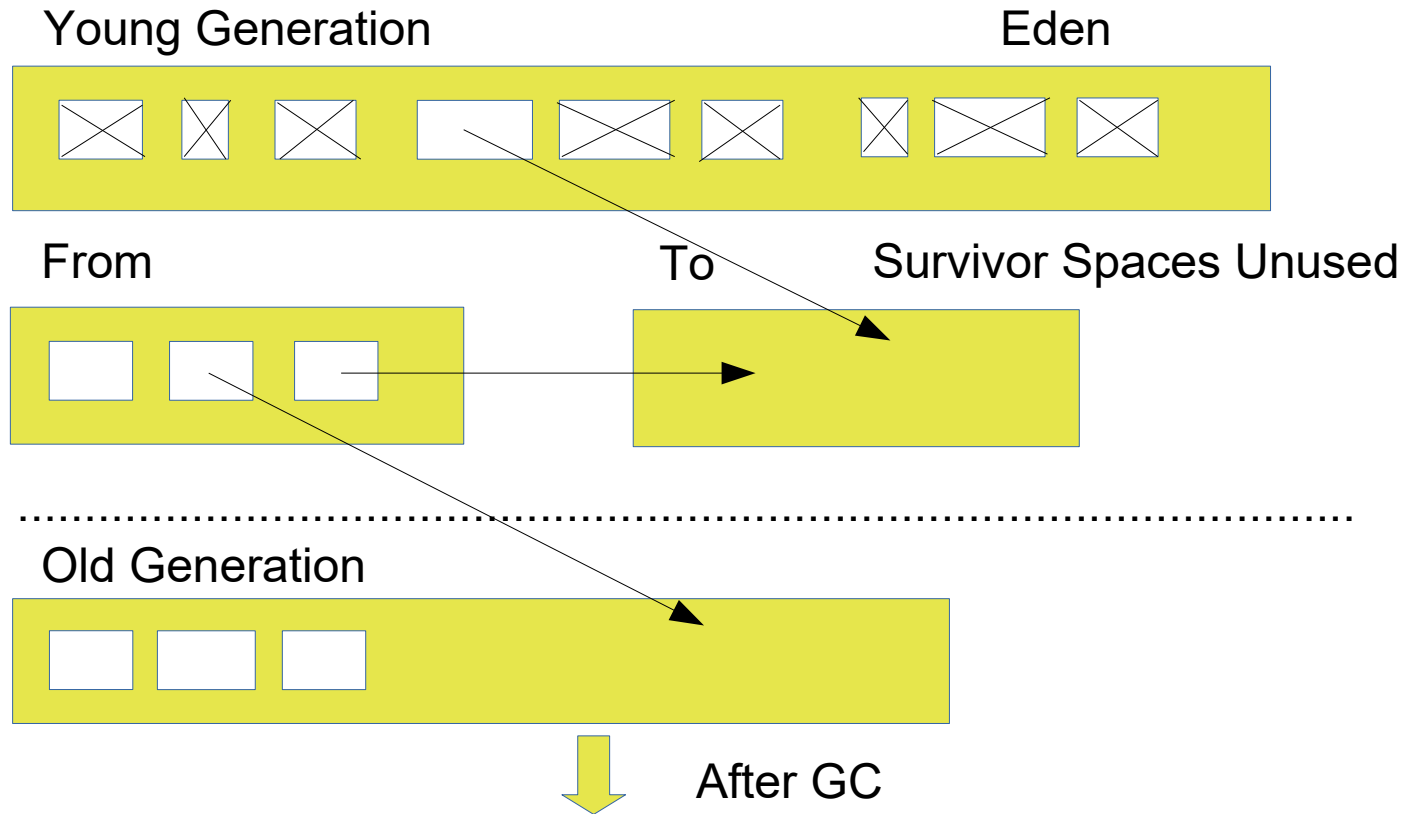 Young Generation
Eden
From
To
Survivor Spaces Unused
Old Generation
After GC